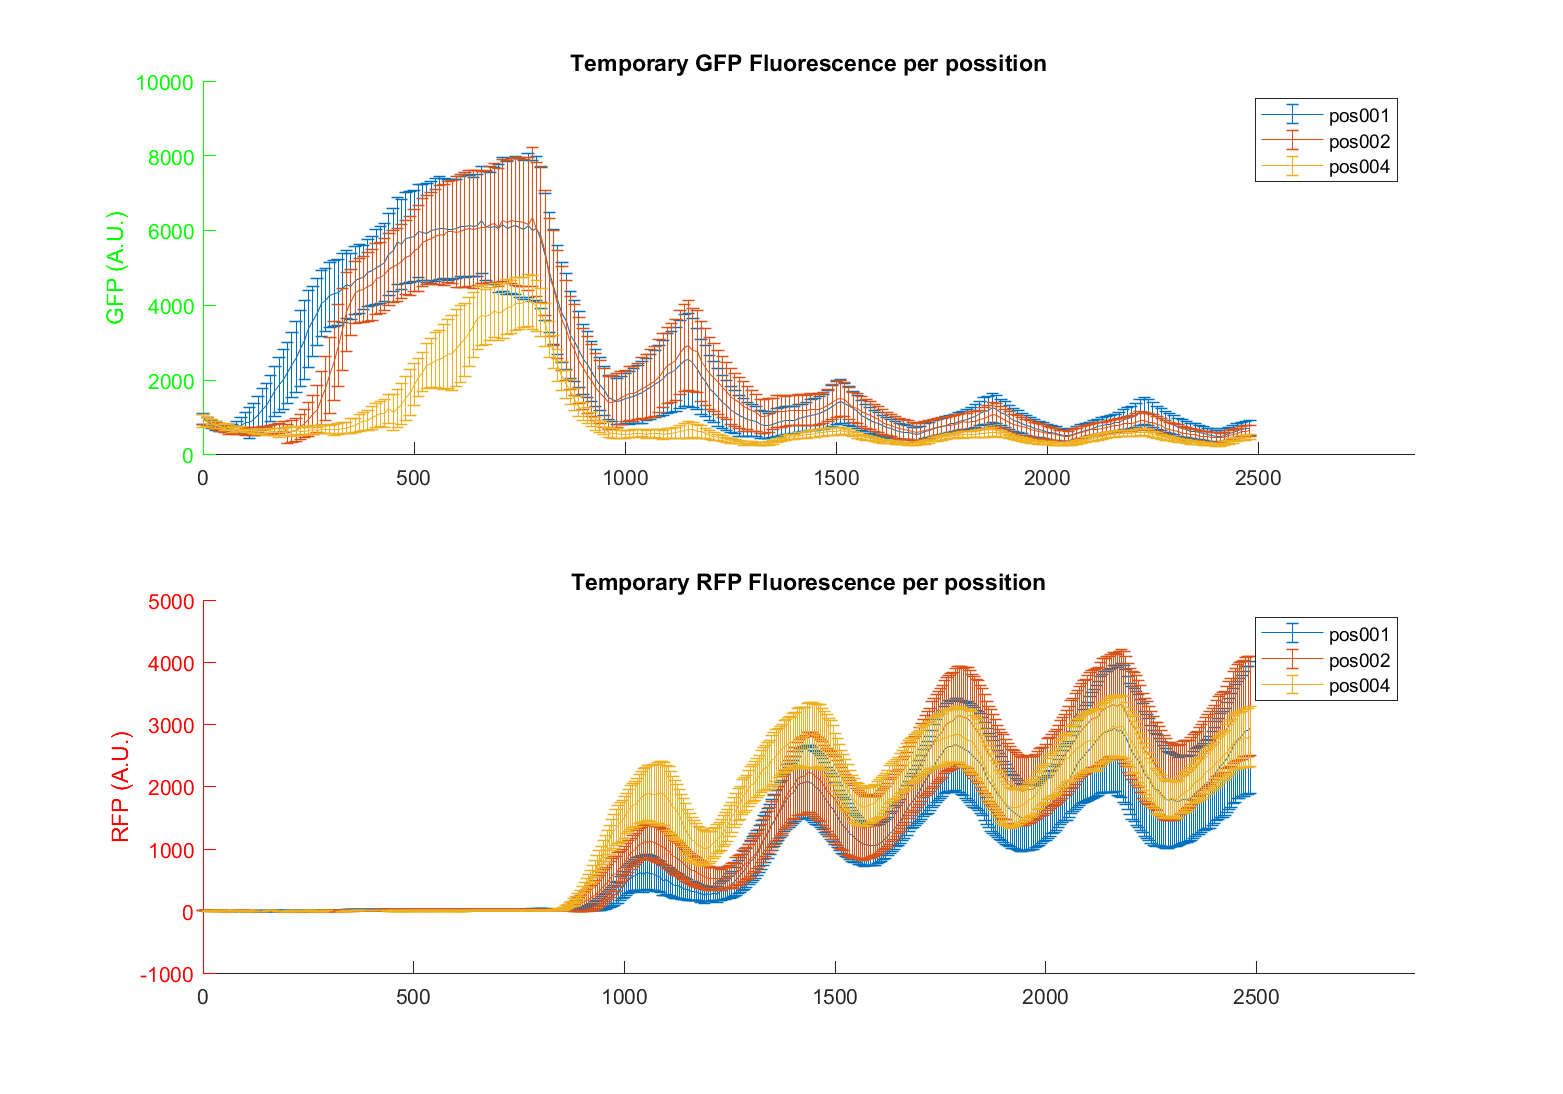 Temporary GFP Fluorescence per possition
10000
8000
6000
4000
2000
0
GFP (A.U.)
0 500 1000 1500 2000 2500
pos001
pos002
pos004
Temporary RFP Fluorescence per possition
5000
4000
3000
2000
1000
0
-1000
RFP (A.U.)
0 500 1000 1500 2000 2500
pos001
pos002
pos004